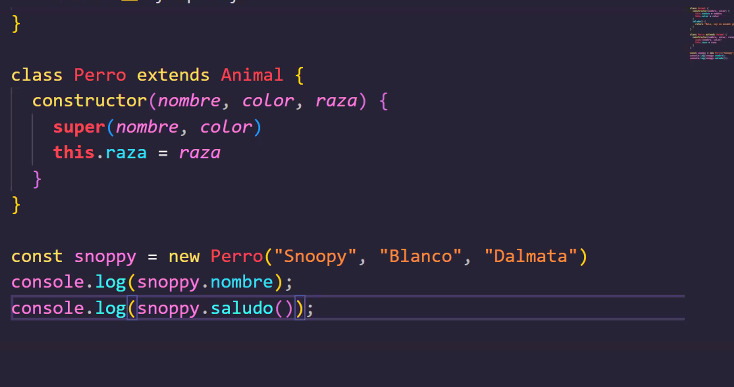 }
class Perro extends Animal {
constructor(nombre, color, raza) {
super(nombre, color)
this.raza = raza
}
}
const snoppy = new Perro("Snoopy", "Blanco", "Dalmata")
console.log(snoppy.nombre);
console.log(snoppy.saludo());